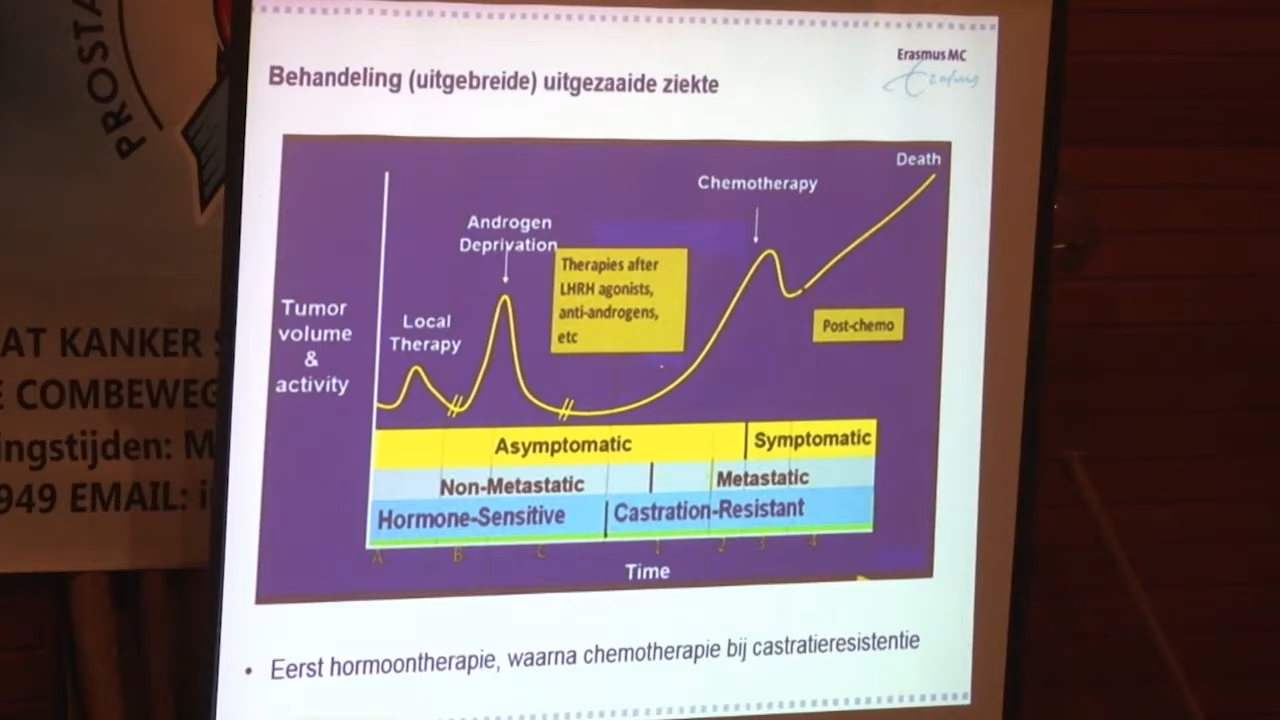 PROSTA
AT KANKER
E COMBEWEG
ingstijden: M
949 EMAIL: i
Erasmus MC
Erasmus
Behandeling (uitgebreide) uitgezaaide ziekte
Death
Chemotherapy
Androgen
Deprivation
Therapies after
LHRH agonists,
anti-androgens,
etc
Tumor
volume
&
activity
Local
Therapy
Post-chemo
Asymptomatic
Symptomatic
Non-Metastatic
Metastatic
Hormone-Sensitive
Castration-Resistant
A B C 1 2 3 4
Time
• Eerst hormoontherapie, waarna chemotherapie bij castratieresistentie